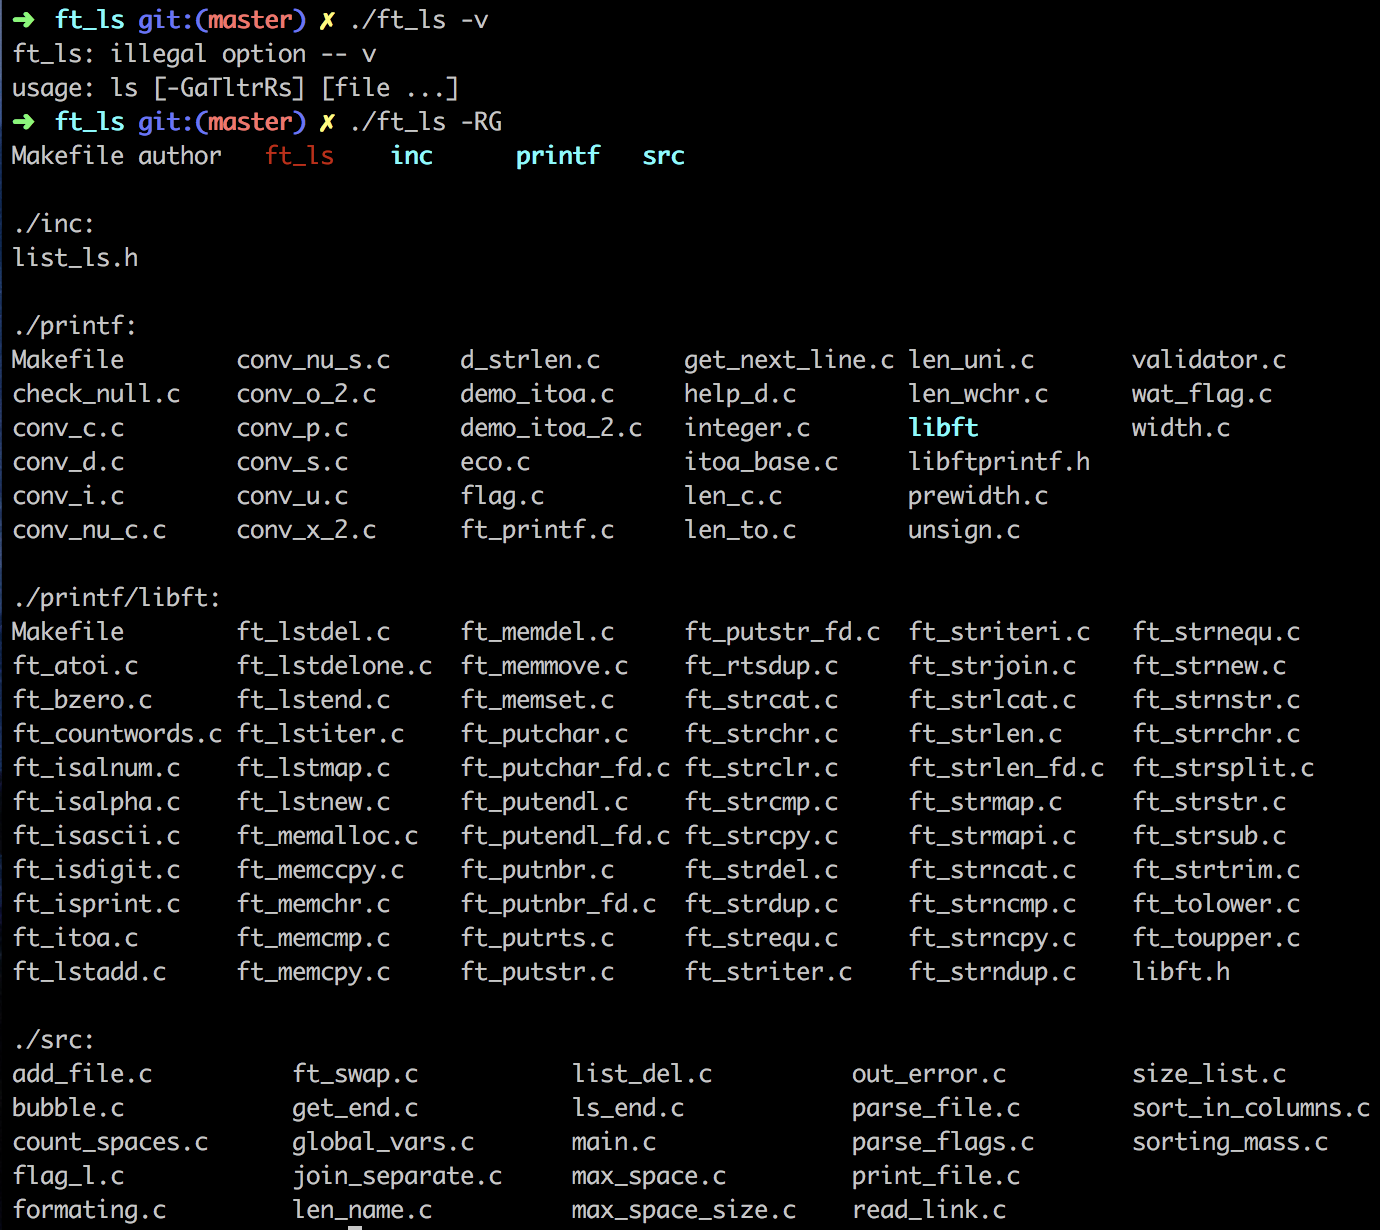 ➜ ft_ls git:(master) ✗ ./ft_ls -v
ft_ls: illegal option -- v
usage: ls [-GaTltrRs] [file ...]
➜ ft_ls git:(master) ✗ ./ft_ls -RG
Makefile author ft_ls inc printf src
./inc:
list_ls.h
./printf:
Makefile conv_nu_s.c d_strlen.c get_next_line.c len_uni.c validator.c
check_null.c conv_o_2.c demo_itoa.c help_d.c len_wchr.c wat_flag.c
conv_c.c conv_p.c demo_itoa_2.c integer.c libft width.c
conv_d.c conv_s.c eco.c itoa_base.c libftprintf.h
conv_i.c conv_u.c flag.c len_c.c prewidth.c
conv_nu_c.c conv_x_2.c ft_printf.c len_to.c unsign.c
./printf/libft:
Makefile ft_lstdel.c ft_memdel.c ft_putstr_fd.c ft_striteri.c ft_strnequ.c
ft_atoi.c ft_lstdelone.c ft_memmove.c ft_rtsdup.c ft_strjoin.c ft_strnew.c
ft_bzero.c ft_lstend.c ft_memset.c ft_strcat.c ft_strlcat.c ft_strnstr.c
ft_countwords.c ft_lstiter.c ft_putchar.c ft_strchr.c ft_strlen.c ft_strrchr.c
ft_isalnum.c ft_lstmap.c ft_putchar_fd.c ft_strclr.c ft_strlen_fd.c ft_strsplit.c
ft_isalpha.c ft_lstnew.c ft_putendl.c ft_strcmp.c ft_strmap.c ft_strstr.c
ft_isascii.c ft_memalloc.c ft_putendl_fd.c ft_strcpy.c ft_strmapi.c ft_strsub.c
ft_isdigit.c ft_memccpy.c ft_putnbr.c ft_strdel.c ft_strncat.c ft_strtrim.c
ft_isprint.c ft_memchr.c ft_putnbr_fd.c ft_strdup.c ft_strncmp.c ft_tolower.c
ft_itoa.c ft_memcmp.c ft_putrts.c ft_strequ.c ft_strncpy.c ft_toupper.c
ft_lstadd.c ft_memcpy.c ft_putstr.c ft_striter.c ft_strndup.c libft.h
./src:
add_file.c ft_swap.c list_del.c out_error.c size_list.c
bubble.c get_end.c ls_end.c parse_file.c sort_in_columns.c
count_spaces.c global_vars.c main.c parse_flags.c sorting_mass.c
flag_l.c join_separate.c max_space.c print_file.c
formating.c len_name.c max_space_size.c read_link.c